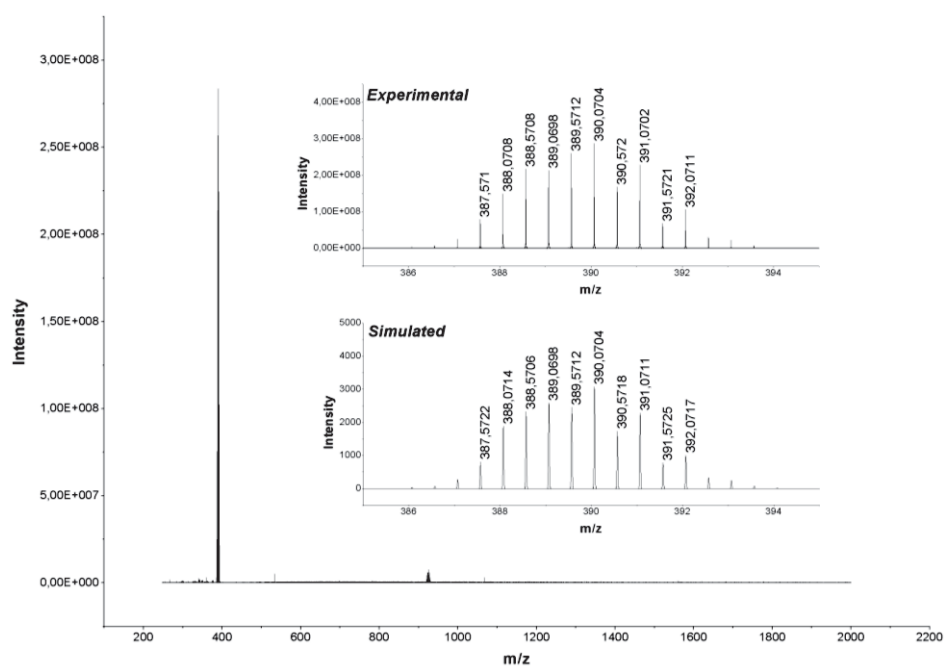 3,00E+008
2,50E+008
2,00E+008
1,50E+008
1,00E+008
5,00E+007
0,00E+000
Intensity
200 400 600 800 1000 1200 1400 1600 1800 2000 2200
m/z
Experimental
4,00E+008
3,00E+008
2,00E+008
1,00E+008
0,00E+000
Intensity
387,571
388,0708
388,5708
389,0698
389,5712
390,0704
390,572
391,0702
391,5721
392,0711
386 388 390 392 394
m/z
Simulated
5000
4000
3000
2000
1000
0
Intensity
387,5722
388,0714
388,5706
389,0698
389,5712
390,0704
390,5718
391,0711
391,5725
392,0717
386 388 390 392 394
m/z